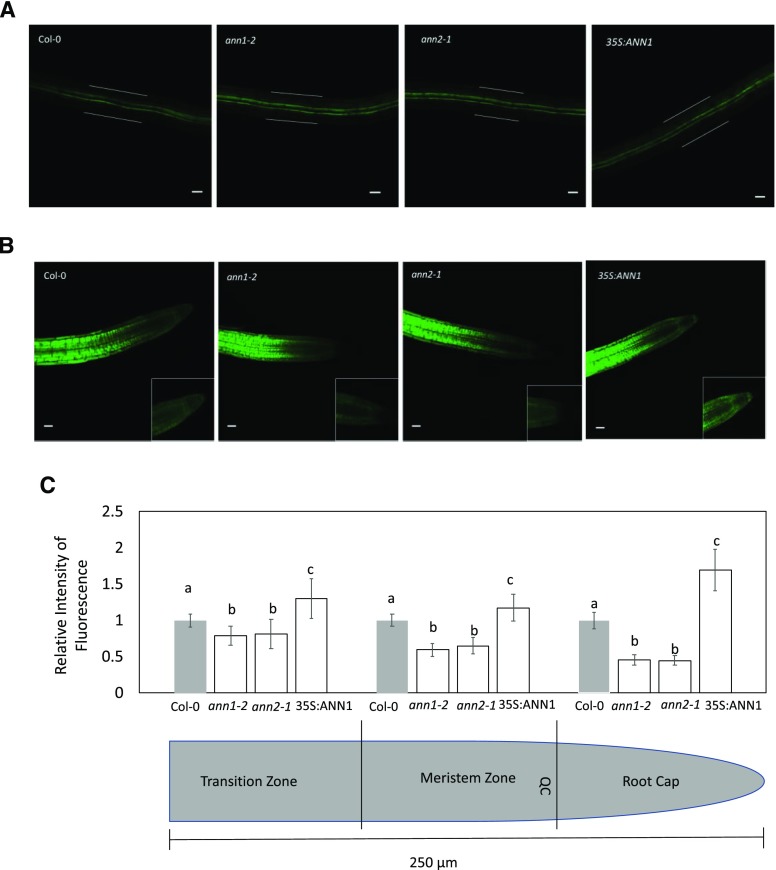 A
Col-0
ann1-2
ann2-1
35S:ANN1
B
Col-0
ann1-2
ann2-1
35S:ANN1
C
Relative Intensity of
Fluorescence
2.5
2
1.5
1
0.5
0
a
b
b
c
a
b
b
c
a
b
b
c
Col-0 ann1-2 ann2-1 35S:ANN1 Col-0 ann1-2 ann2-1 35S:ANN1 Col-0 ann1-2 ann2-1 35S:ANN1
Transition Zone
Meristem Zone
QC
Root Cap
250 µm